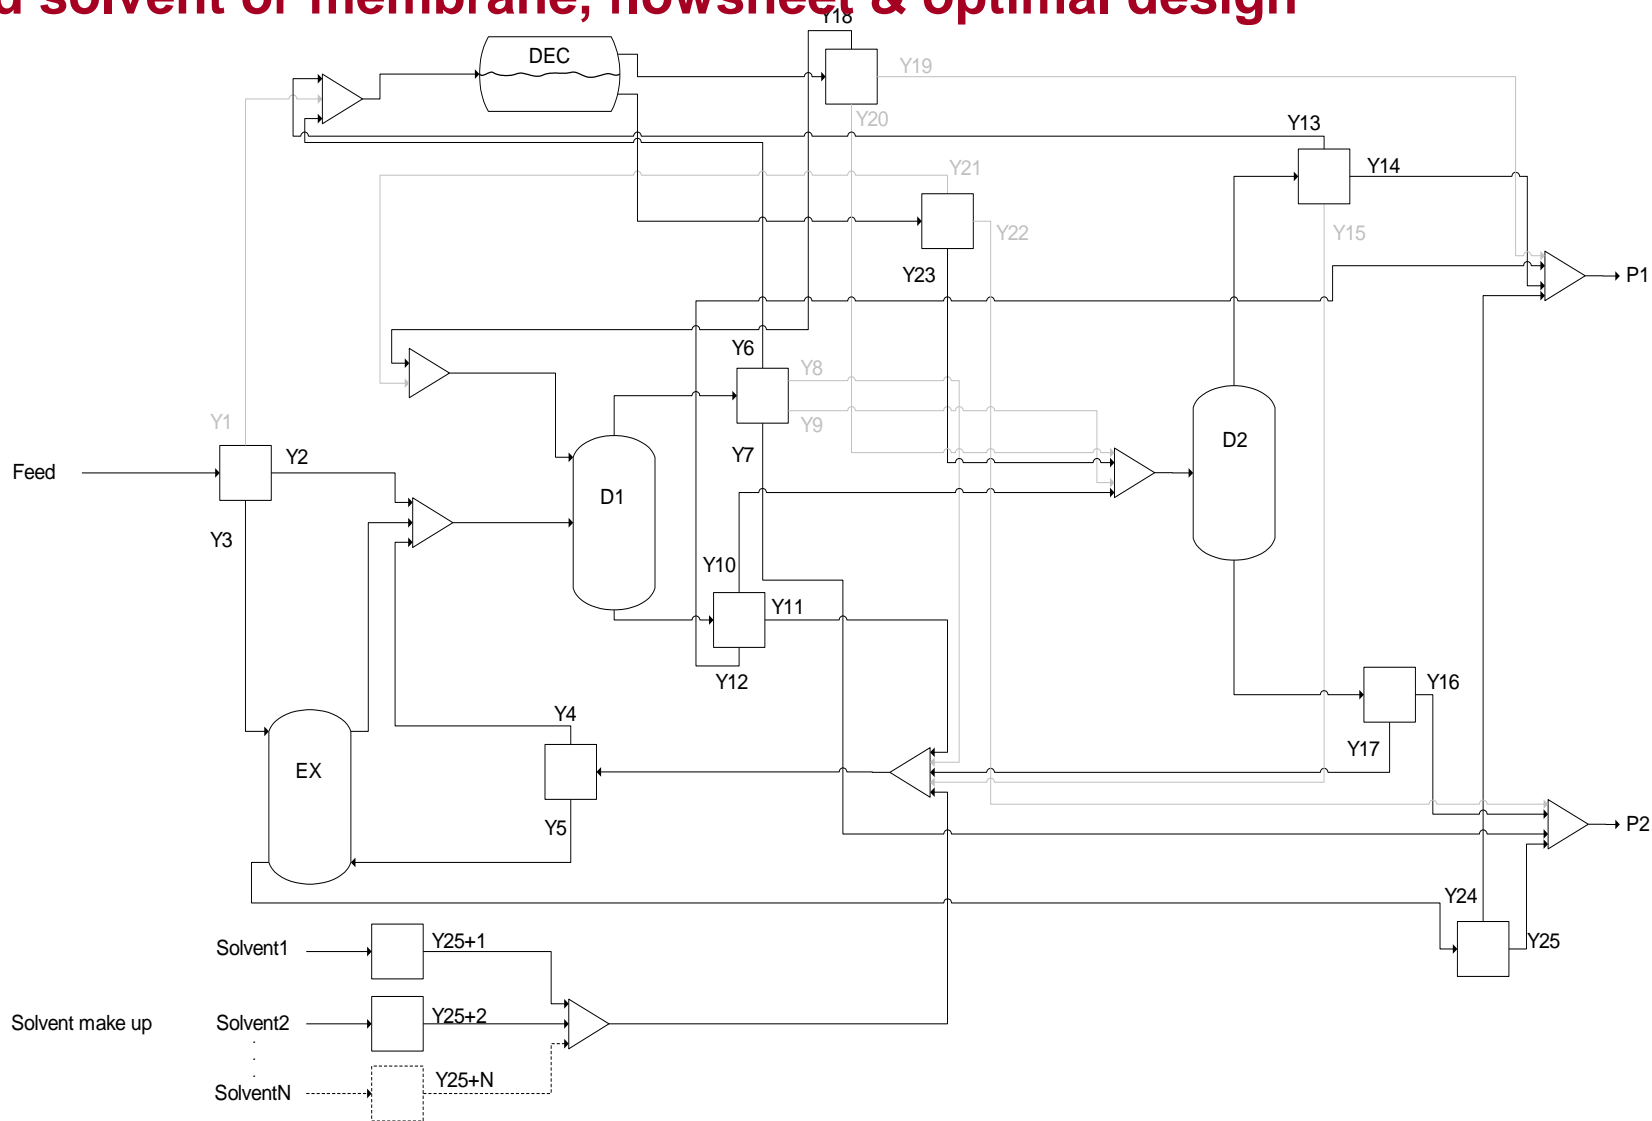 d solvent or membrane, flowsheet & optimal design
Y18
DEC
Y19
Y20
Y13
Y14
Y21
Y22
Y15
Y23
P1
Y6
Y8
Y9
Y1
Y7
D2
Feed
Y2
D1
Y3
Y10
Y11
Y12
Y16
Y4
Y17
EX
Y5
P2
Y24
Y25
Solvent1
Y25+1
Solvent make up
Solvent2
Y25+2
SolventN
Y25+N